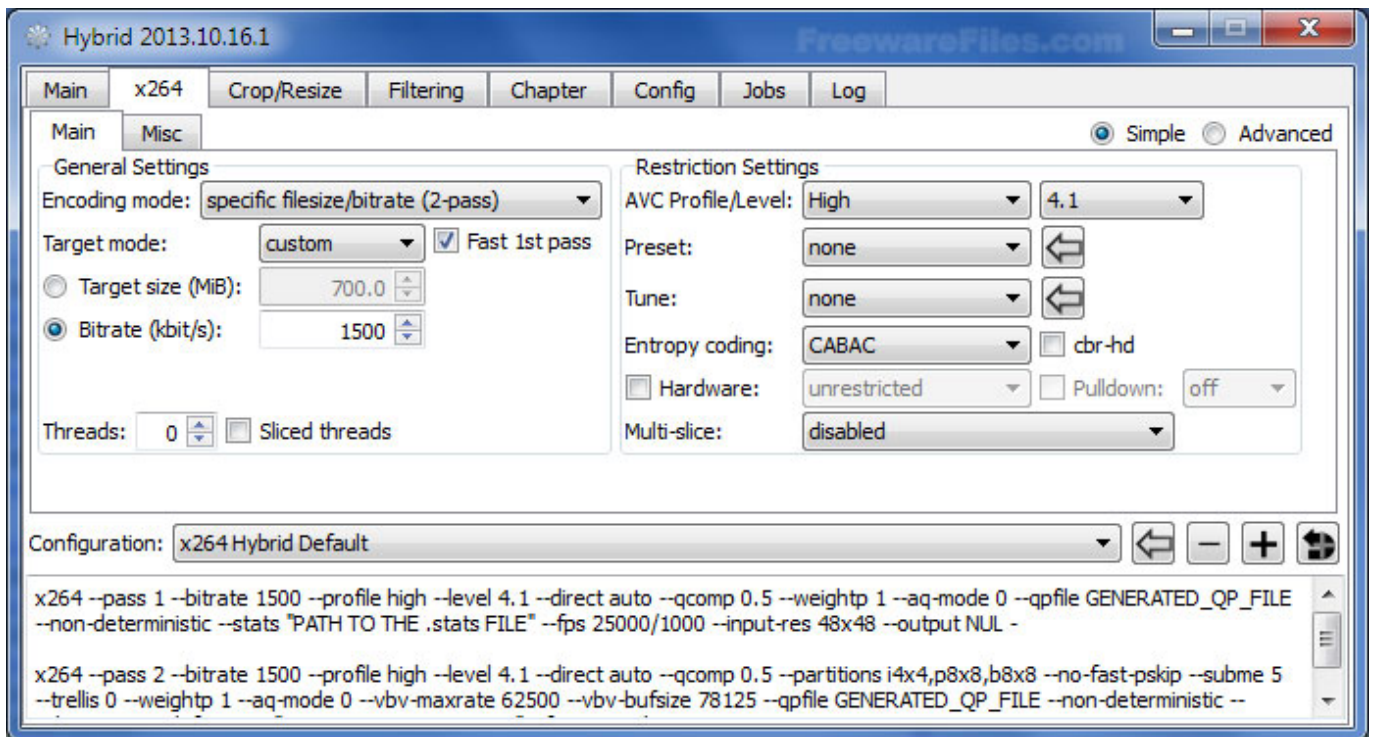 Hybrid 2013.10.16.1
FreewareFiles.com
Main x264 Crop/Resize Filtering Chapter Config Jobs Log
Main Misc Simple Advanced
General Settings
Encoding mode: specific filesize/bitrate (2-pass)
Target mode: custom Fast 1st pass
Target size (MiB): 700.0
Bitrate (kbit/s): 1500
Threads: 0 Sliced threads
Restriction Settings
AVC Profile/Level: High 4.1
Preset: none
Tune: none
Entropy coding: CABAC cbr-hd
Hardware: unrestricted Pulldown: off
Multi-slice: disabled
Configuration: x264 Hybrid Default
x264 --pass 1 --bitrate 1500 --profile high --level 4.1 --direct auto --qcomp 0.5 --weightp 1 --aq-mode 0 --qpfile GENERATED_QP_FILE
--non-deterministic --stats "PATH TO THE .stats FILE" --fps 25000/1000 --input-res 48x48 --output NUL -
x264 --pass 2 --bitrate 1500 --profile high --level 4.1 --direct auto --qcomp 0.5 --partitions i4x4,p8x8,b8x8 --no-fast-pskip --subme 5
--trellis 0 --weightp 1 --aq-mode 0 --vbv-maxrate 62500 --vbv-bufsize 78125 --qpfile GENERATED_QP_FILE --non-deterministic --